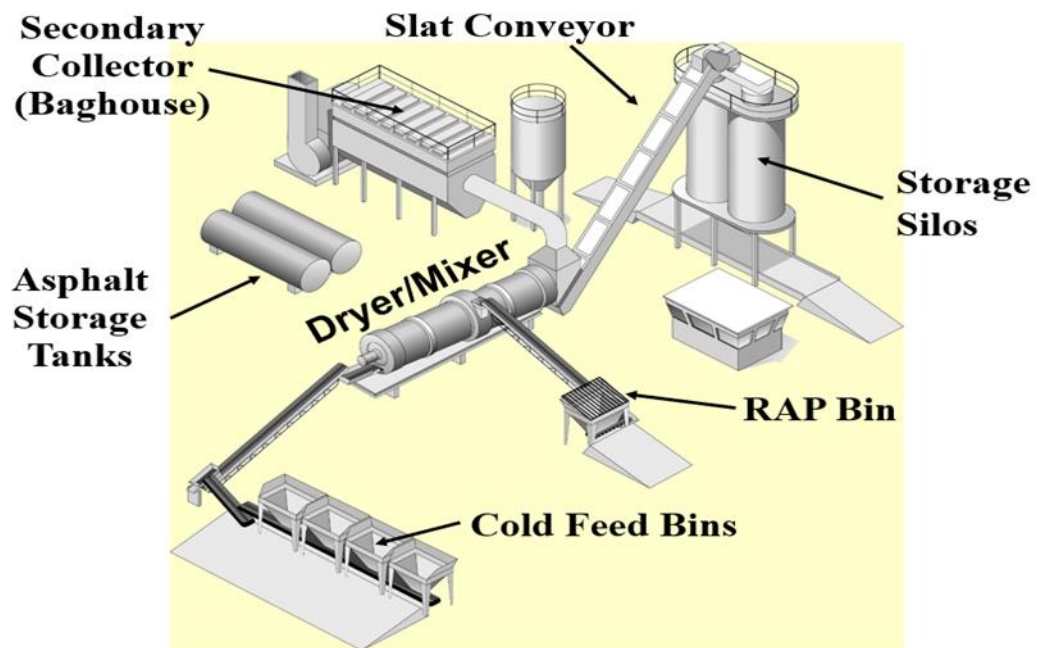 Secondary
Collector
(Baghouse)
Slat Conveyor
Storage
Silos
Asphalt
Storage
Tanks
Dryer/Mixer
RAP Bin
Cold Feed Bins